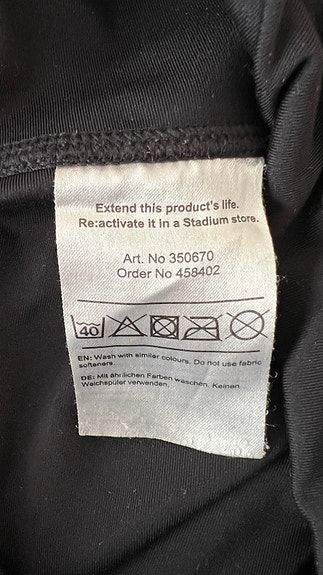 Extend this product's life.
Re:activate it in a Stadium store.
Art. No 350670
Order No 458402
40
EN: Wash with similar colours. Do not use fabric
softeners.
DE: Mit ähnlichen Farben waschen. Keinen
Weichspüler verwenden.